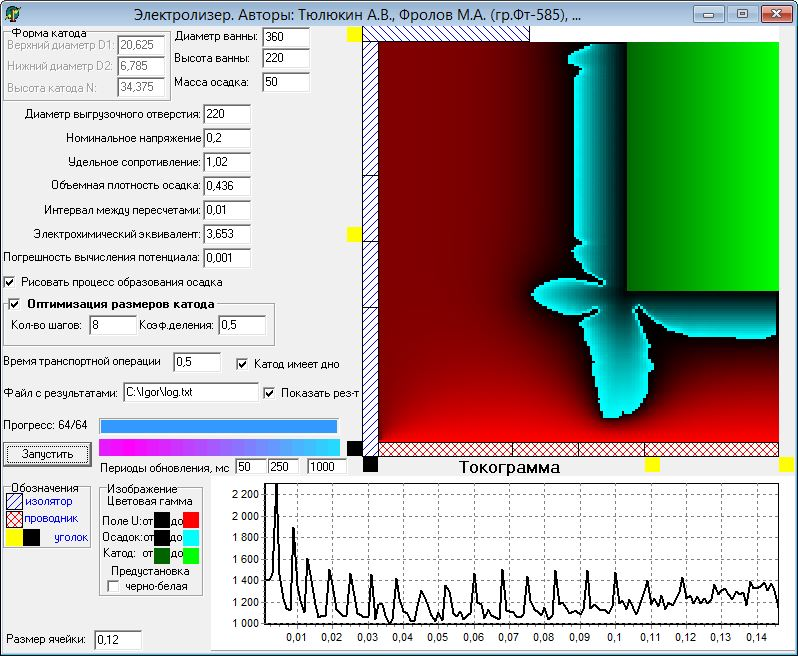 Электролизер. Авторы: Тюлюкин А.В., Фролов М.А. (гр.Фт-585), ...
Форма катода
Верхний диаметр D1: 20,625
Нижний диаметр D2: 6,785
Высота катода N: 34,375
Диаметр ванны: 360
Высота ванны: 220
Масса осадка: 50
Диаметр выгрузочного отверстия: 220
Номинальное напряжение 0,2
Удельное сопротивление: 1,02
Объемная плотность осадка: 0,436
Интервал между пересчетами: 0,01
Электрохимический эквивалент: 3,653
Погрешность вычисления потенциала: 0,001
Рисовать процесс образования осадка
Оптимизация размеров катода
Кол-во шагов: 8 Коэф.деления: 0,5
Время транспортной операции 0,5 Катод имеет дно
Файл с результатами: C:\Igor\log.txt Показать рез-т
Прогресс: 64/64
Запустить
Периоды обновления, мс 50 250 1000
Обозначения
изолятор
проводник
уголок
Изображение
Цветовая гамма
Поле U: от до
Осадок: от до
Катод: от до
Предустановка
черно-белая
Размер ячейки: 0,12
Токограмма
2 200
2 000
1 800
1 600
1 400
1 200
1 000
0,01 0,02 0,03 0,04 0,05 0,06 0,07 0,08 0,09 0,1 0,11 0,12 0,13 0,14